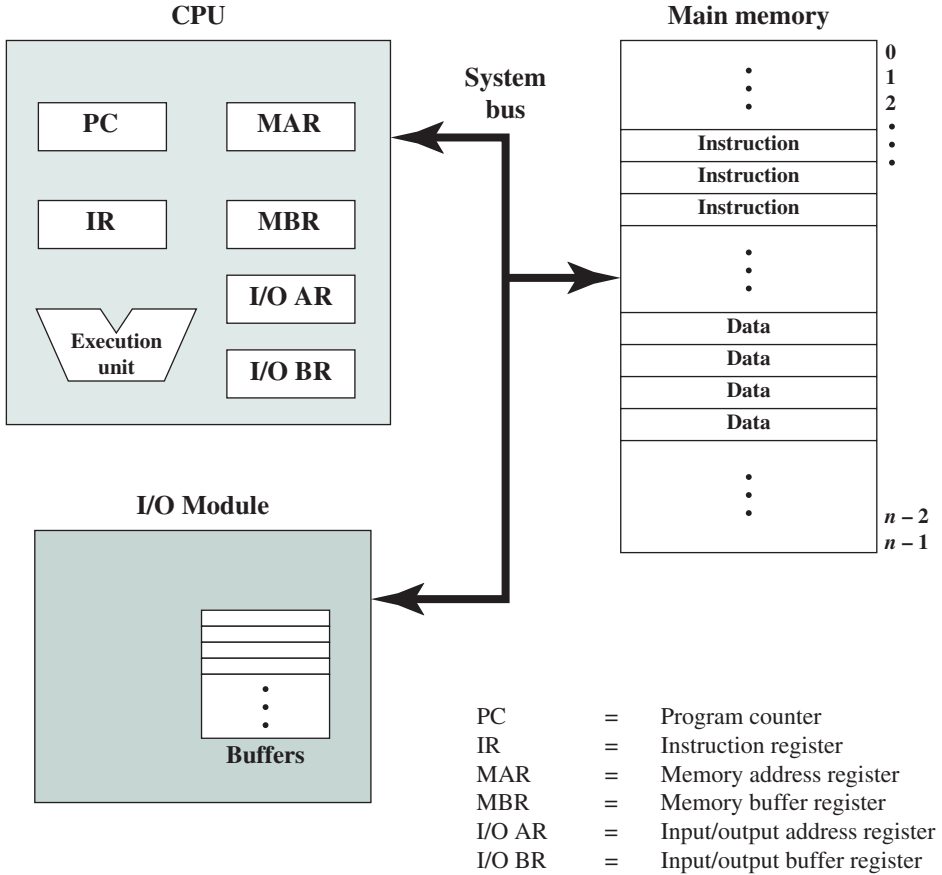 CPU
PC
MAR
IR
MBR
I/O AR
Execution
unit
I/O BR
System
bus
Main memory
0
1
2
Instruction
Instruction
Instruction
Data
Data
Data
Data
n – 2
n – 1
I/O Module
Buffers
PC = Program counter
IR = Instruction register
MAR = Memory address register
MBR = Memory buffer register
I/O AR = Input/output address register
I/O BR = Input/output buffer register